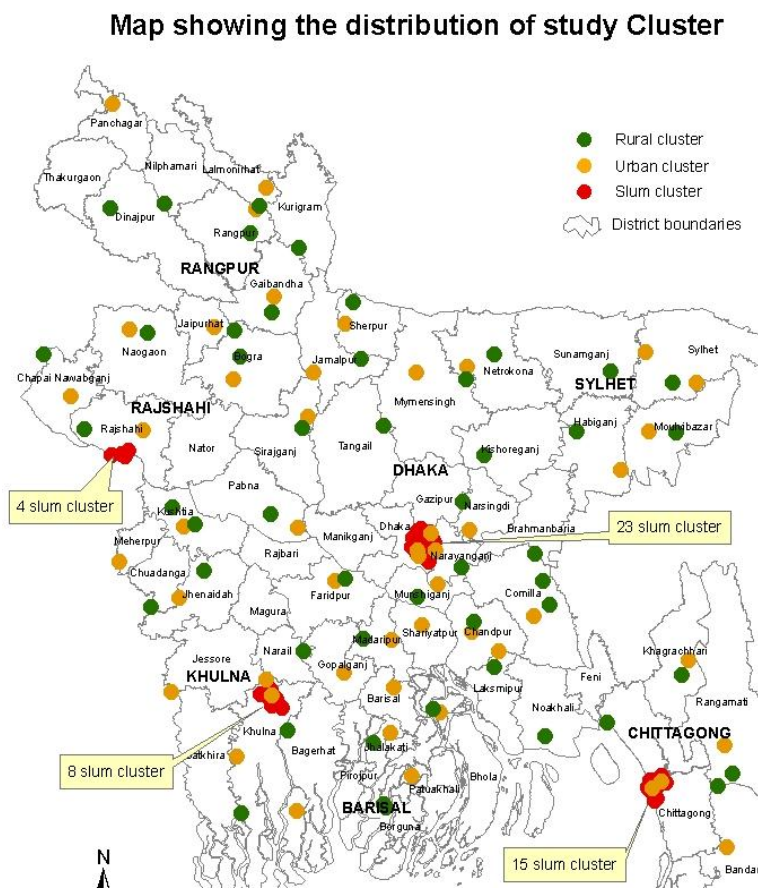 Map showing the distribution of study Cluster
Rural cluster
Urban cluster
Slum cluster
District boundaries
Panchagar
Thakurgaon
Nilphamari
Lalmonirhat
Dinajpur
Kurigram
Rangpur
RANGPUR
Gaibandha
Jaipurhat
Sherpur
Naogaon
Bogra
Jamalpur
Netrokona
Sunamganj
Sylhet
Chapai Nawabganj
Mymensingh
SYLHET
RAJSHAHI
Rajshahi
Habiganj
Mouhibazar
Nator
Sirajganj
Tangail
Kishoreganj
DHAKA
4 slum cluster
Pabna
Gazipur
Narsingdi
Kushtia
Dhaka
Brahmanbaria
23 slum cluster
Meherpur
Manikganj
Rajbari
Narayanganj
Chuadanga
Jhenaidah
Faridpur
Munshiganj
Comilla
Magura
Shariyatpur
Chandpur
Madaripur
Khagrachhari
Narail
Jessore
Gopalganj
KHULNA
Barisal
Laksmipur
Feni
Rangamati
Noakhali
Khulna
CHITTAGONG
Bagerhat
Jhalakati
8 slum cluster
Satkhira
Pirojpur
Bhola
Patuakhali
BARISAL
Chittagong
Borguna
N
15 slum cluster
Bandar